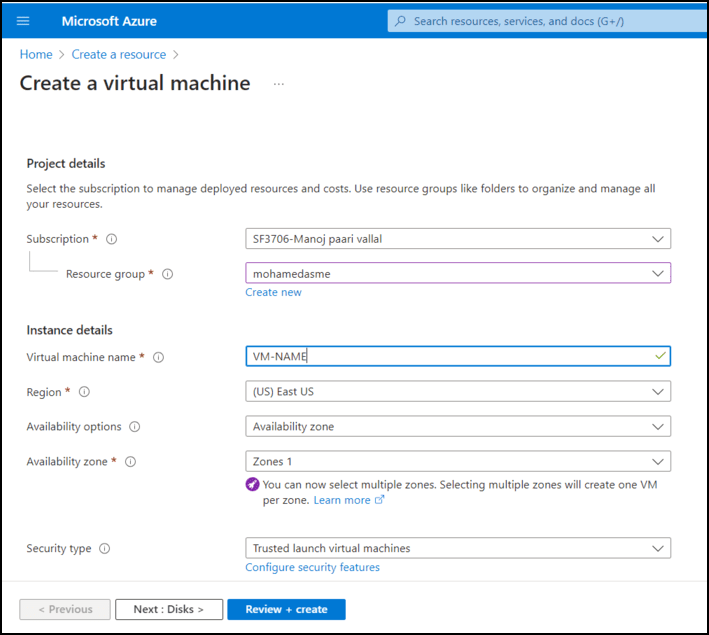 Microsoft Azure
Search resources, services, and docs (G+/)
Home > Create a resource >
Create a virtual machine ...
Project details
Select the subscription to manage deployed resources and costs. Use resource groups like folders to organize and manage all
your resources.
Subscription *
SF3706-Manoj paari vallal
Resource group *
mohamedasme
Create new
Instance details
Virtual machine name *
VM-NAME
Region *
(US) East US
Availability options
Availability zone
Availability zone *
Zones 1
You can now select multiple zones. Selecting multiple zones will create one VM
per zone. Learn more
Security type
Trusted launch virtual machines
Configure security features
< Previous
Next : Disks >
Review + create